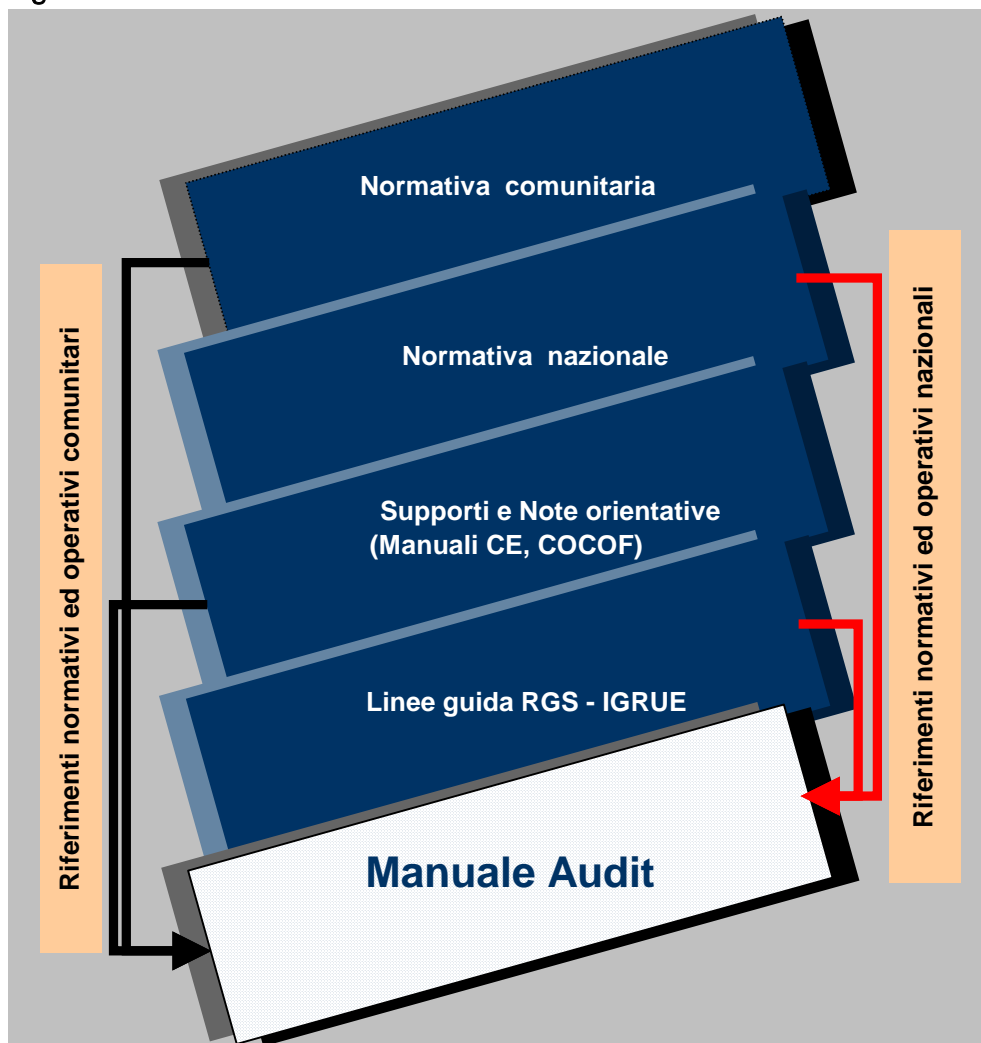 Normativa comunitaria
Normativa nazionale
Supporti e Note orientative
(Manuali CE, COCOF)
Linee guida RGS - IGRUE
Manuale Audit
Riferimenti normativi ed operativi comunitari
Riferimenti normativi ed operativi nazionali